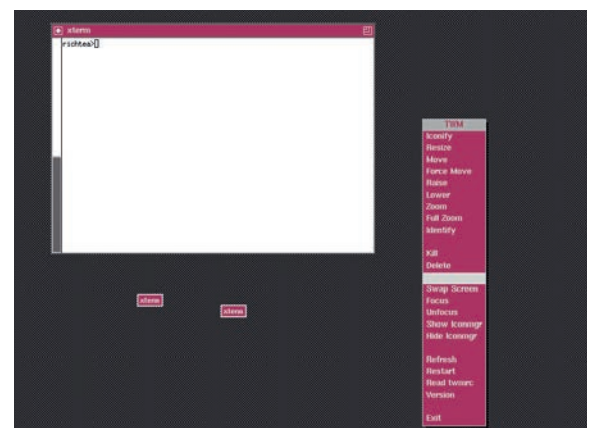 xterm
richtea>
TWM
Iconify
Resize
Move
Force Move
Raise
Lower
Zoom
Full Zoom
Identify
Kill
Delete
Swap Screen
Focus
Unfocus
Show Iconmgr
Hide Iconmgr
Refresh
Restart
Read twmrc
Version
Exit
xterm
xterm